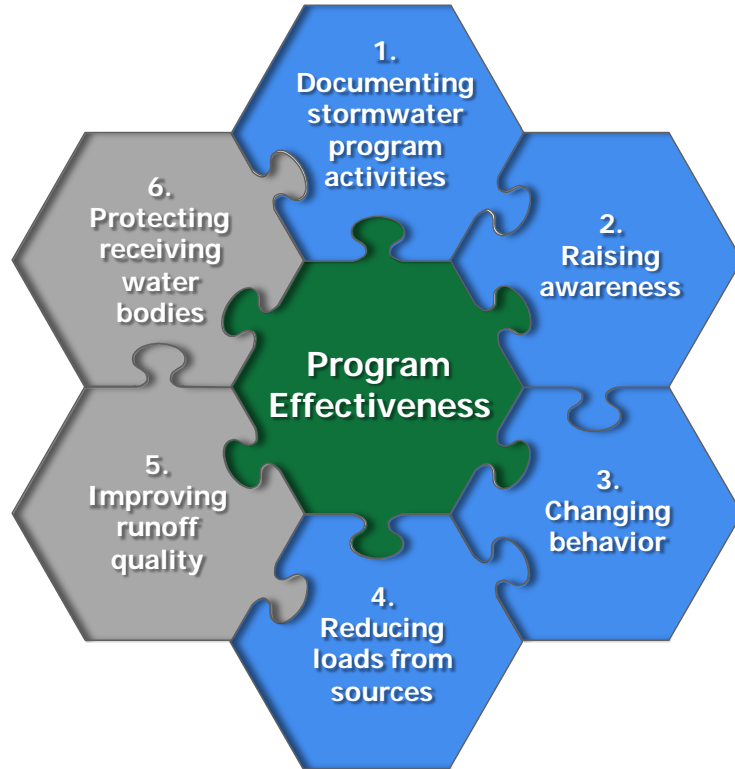 1.
Documenting
stormwater
program
activities
2.
Raising
awareness
3.
Changing
behavior
4.
Reducing
loads from
sources
5.
Improving
runoff
quality
6.
Protecting
receiving
water
bodies
Program
Effectiveness